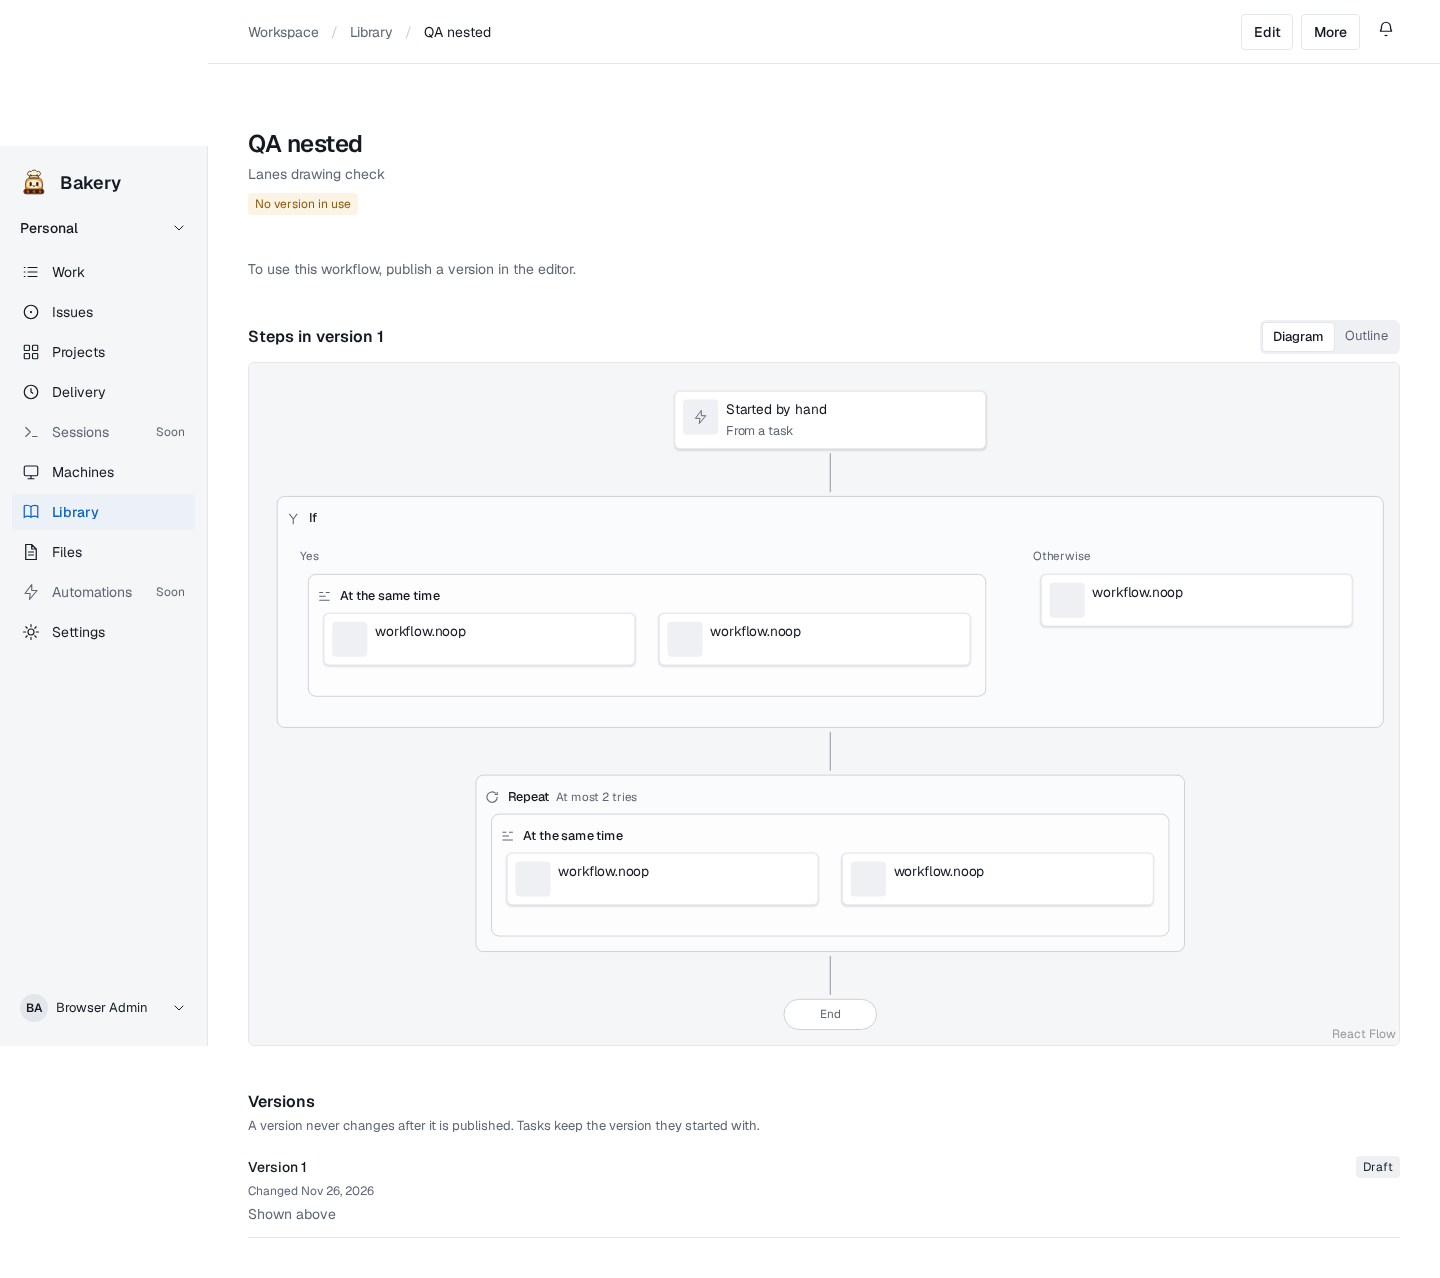 Workspace / Library / QA nested
Edit
More
Bakery
Personal
Work
Issues
Projects
Delivery
Sessions Soon
Machines
Library
Files
Automations Soon
Settings
BA Browser Admin
QA nested
Lanes drawing check
No version in use
To use this workflow, publish a version in the editor.
Steps in version 1
Diagram Outline
Started by hand
From a task
If
Yes
Otherwise
At the same time
workflow.noop
workflow.noop
workflow.noop
Repeat At most 2 tries
At the same time
workflow.noop
workflow.noop
End
React Flow
Versions
A version never changes after it is published. Tasks keep the version they started with.
Version 1
Draft
Changed Nov 26, 2026
Shown above